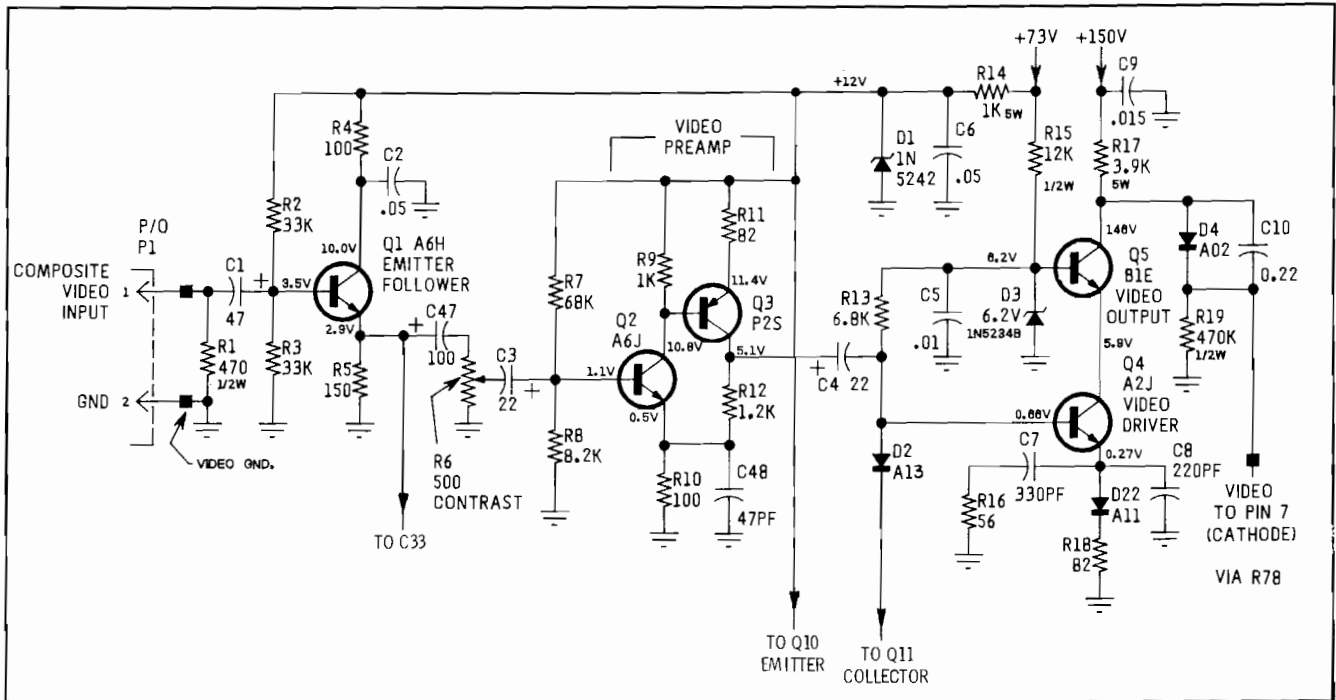 +73V
+150V
C9
.015
+12V
R14
1K 5W
R4
100
VIDEO
PREAMP
C2
.05
D1
1N
5242
C6
.05
R15
12K
1/2W
R17
3.9K
5W
R2
33K
R11
82
P/O
P1
10.0V
Q1 A6H
EMITTER
FOLLOWER
R9
1K
148V
D4
A02
C10
0.22
COMPOSITE
VIDEO
INPUT
1
C1
47
+
3.5V
R7
68K
11.4V
Q3
P2S
6.2V
Q5
B1E
VIDEO
OUTPUT
R13
6.8K
C5
.01
D3
6.2V
1N5234B
2.9V
+
C47
100
Q2
A6J
10.8V
5.1V
R19
470K
1/2W
R1
470
1/2W
R3
33K
R5
150
C3
22
+
1.1V
+
C4 22
5.9V
Q4
A2J
VIDEO
DRIVER
GND 2
0.5V
R12
1.2K
0.88V
VIDEO GND.
R6
500
CONTRAST
R8
8.2K
D2
A13
C7
330PF
0.27V
C8
220PF
R10
100
C48
47PF
R16
56
D22
A11
VIDEO
TO PIN 7
(CATHODE)
TO C33
R18
82
VIA R78
TO Q10
EMITTER
TO Q11
COLLECTOR